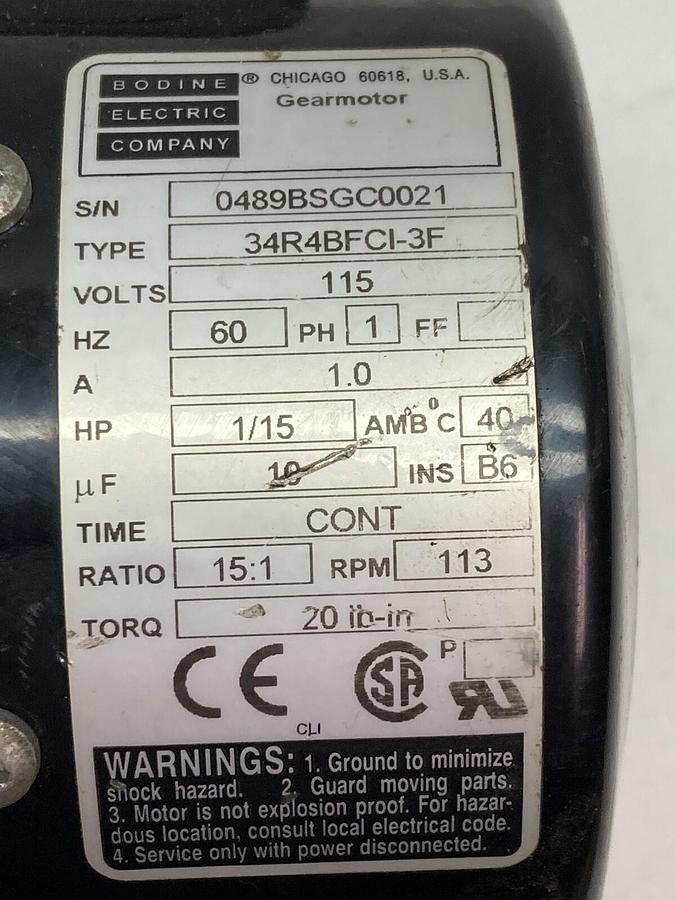 BODINE ® CHICAGO 60618, U.S.A.
ELECTRIC Gearmotor
COMPANY
S/N 0489BSGC0021
TYPE 34R4BFCI-3F
VOLTS 115
HZ 60 PH 1 FF
A 1.0
HP 1/15 AMB°C 40
µF 10 INS B6
TIME CONT
RATIO 15:1 RPM 113
TORQ 20 lb-in
CE SA P RU
CLI
WARNINGS: 1. Ground to minimize
shock hazard. 2. Guard moving parts.
3. Motor is not explosion proof. For hazar-
dous location, consult local electrical code.
4. Service only with power disconnected.